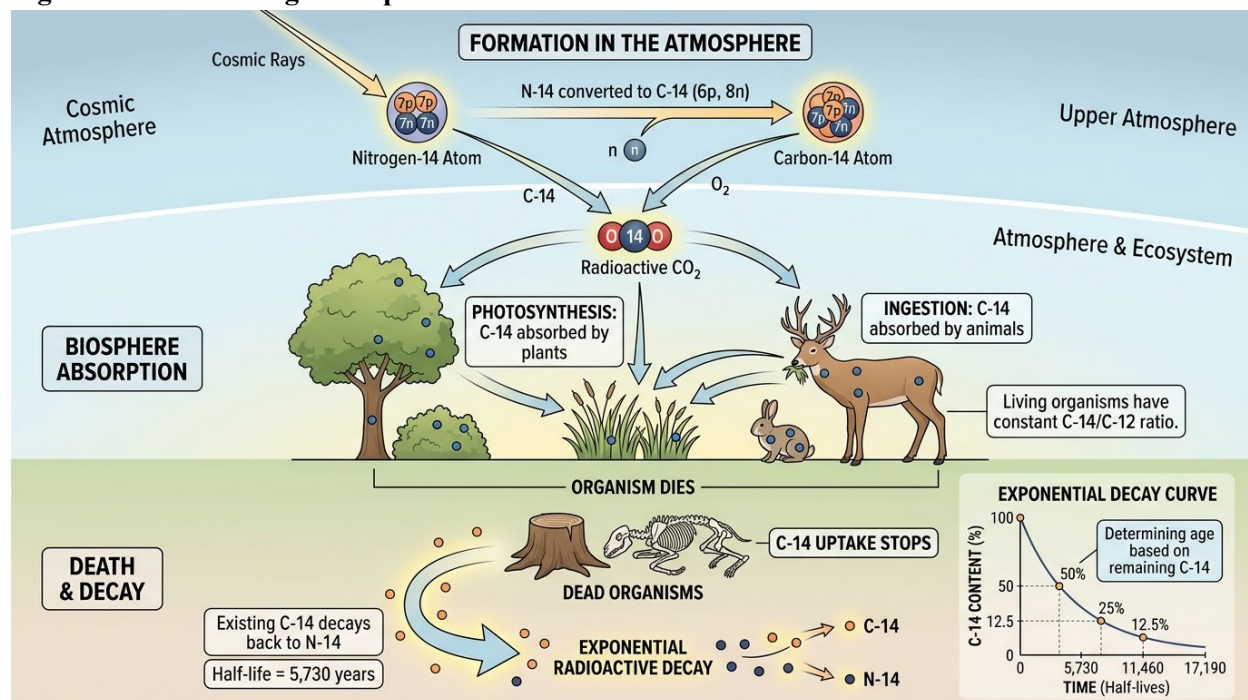 FORMATION IN THE ATMOSPHERE
Cosmic Rays
Cosmic
Atmosphere
Upper Atmosphere
N-14 converted to C-14 (6p, 8n)
7p 7p
7n 7n
7p
7p 7n
7p 7n
n n
Nitrogen-14 Atom
Carbon-14 Atom
C-14
O₂
O 14 O
Radioactive CO₂
Atmosphere & Ecosystem
BIOSPHERE
ABSORPTION
PHOTOSYNTHESIS:
C-14 absorbed by
plants
INGESTION: C-14
absorbed by animals
Living organisms have
constant C-14/C-12 ratio.
ORGANISM DIES
DEATH
& DECAY
C-14 UPTAKE STOPS
DEAD ORGANISMS
Existing C-14 decays
back to N-14
Half-life = 5,730 years
EXPONENTIAL
RADIOACTIVE DECAY
C-14
N-14
EXPONENTIAL DECAY CURVE
C-14 CONTENT (%)
100
50
12.5
0
Determining age
based on
remaining C-14
50%
25%
12.5%
0 5,730 11,460 17,190
TIME (Half-lives)